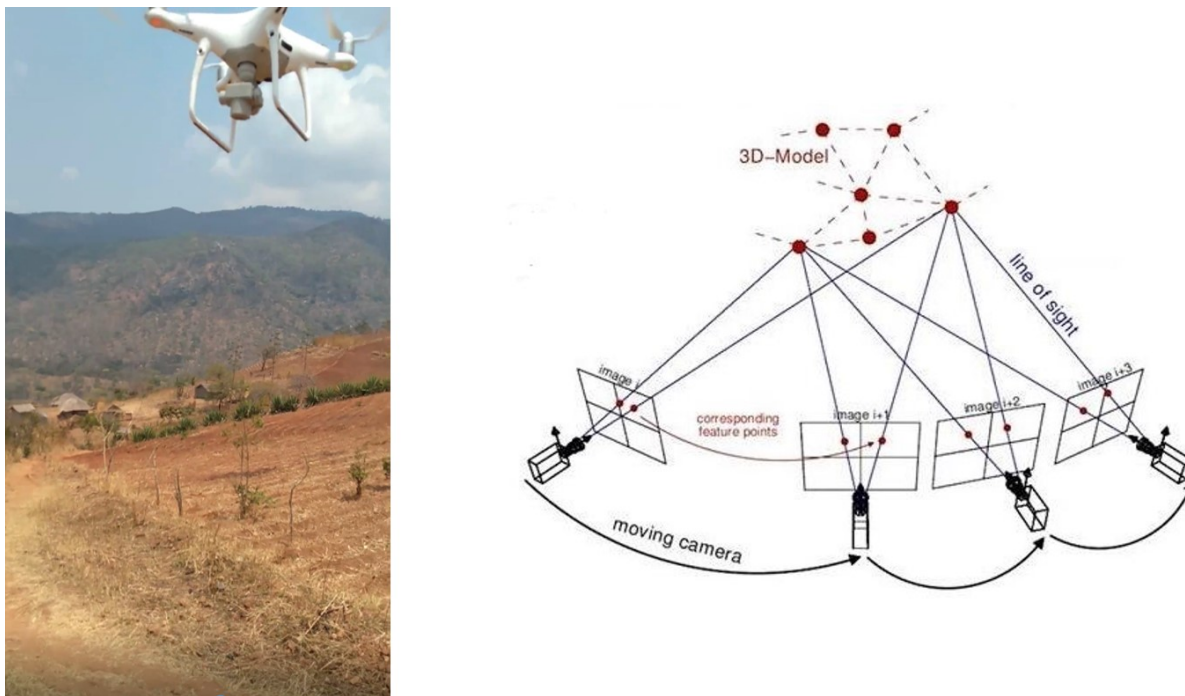 3D-Model
line of sight
image i
image i+1
image i+2
image i+3
corresponding
feature points
moving camera